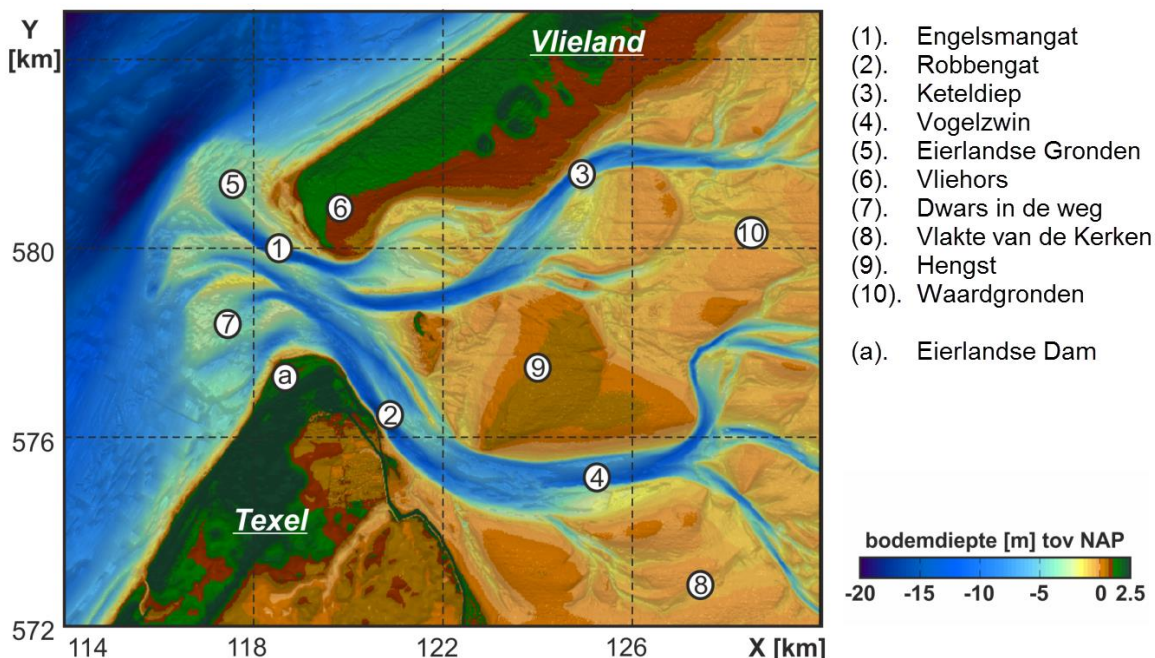 Y
[km]
580
576
572
114
118
122
126
X [km]
Vlieland
Texel
5
6
3
1
10
7
9
a
2
4
8
(1). Engelsmangat
(2). Robbengat
(3). Keteldiep
(4). Vogelzwin
(5). Eierlandse Gronden
(6). Vliehors
(7). Dwars in de weg
(8). Vlakte van de Kerken
(9). Hengst
(10). Waardgronden
(a). Eierlandse Dam
bodemdiepte [m] tov NAP
-20 -15 -10 -5 0 2.5